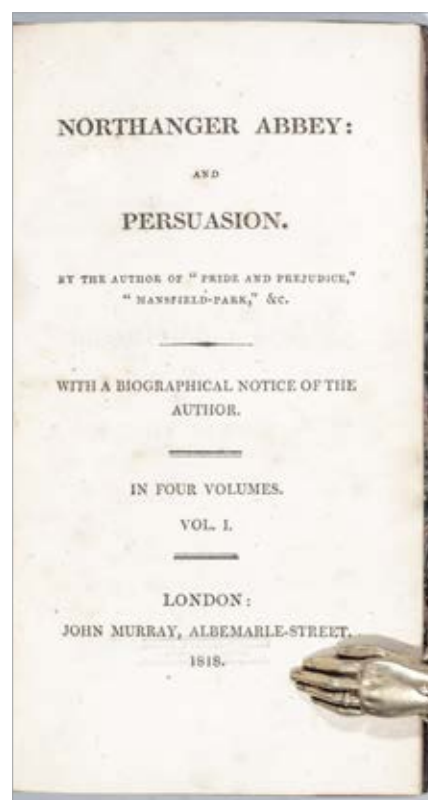 NORTHANGER ABBEY:
AND
PERSUASION.
BY THE AUTHOR OF "PRIDE AND PREJUDICE,"
"MANSFIELD-PARK," &C.
WITH A BIOGRAPHICAL NOTICE OF THE
AUTHOR.
IN FOUR VOLUMES.
VOL. I.
LONDON:
JOHN MURRAY, ALBEMARLE-STREET.
1818.